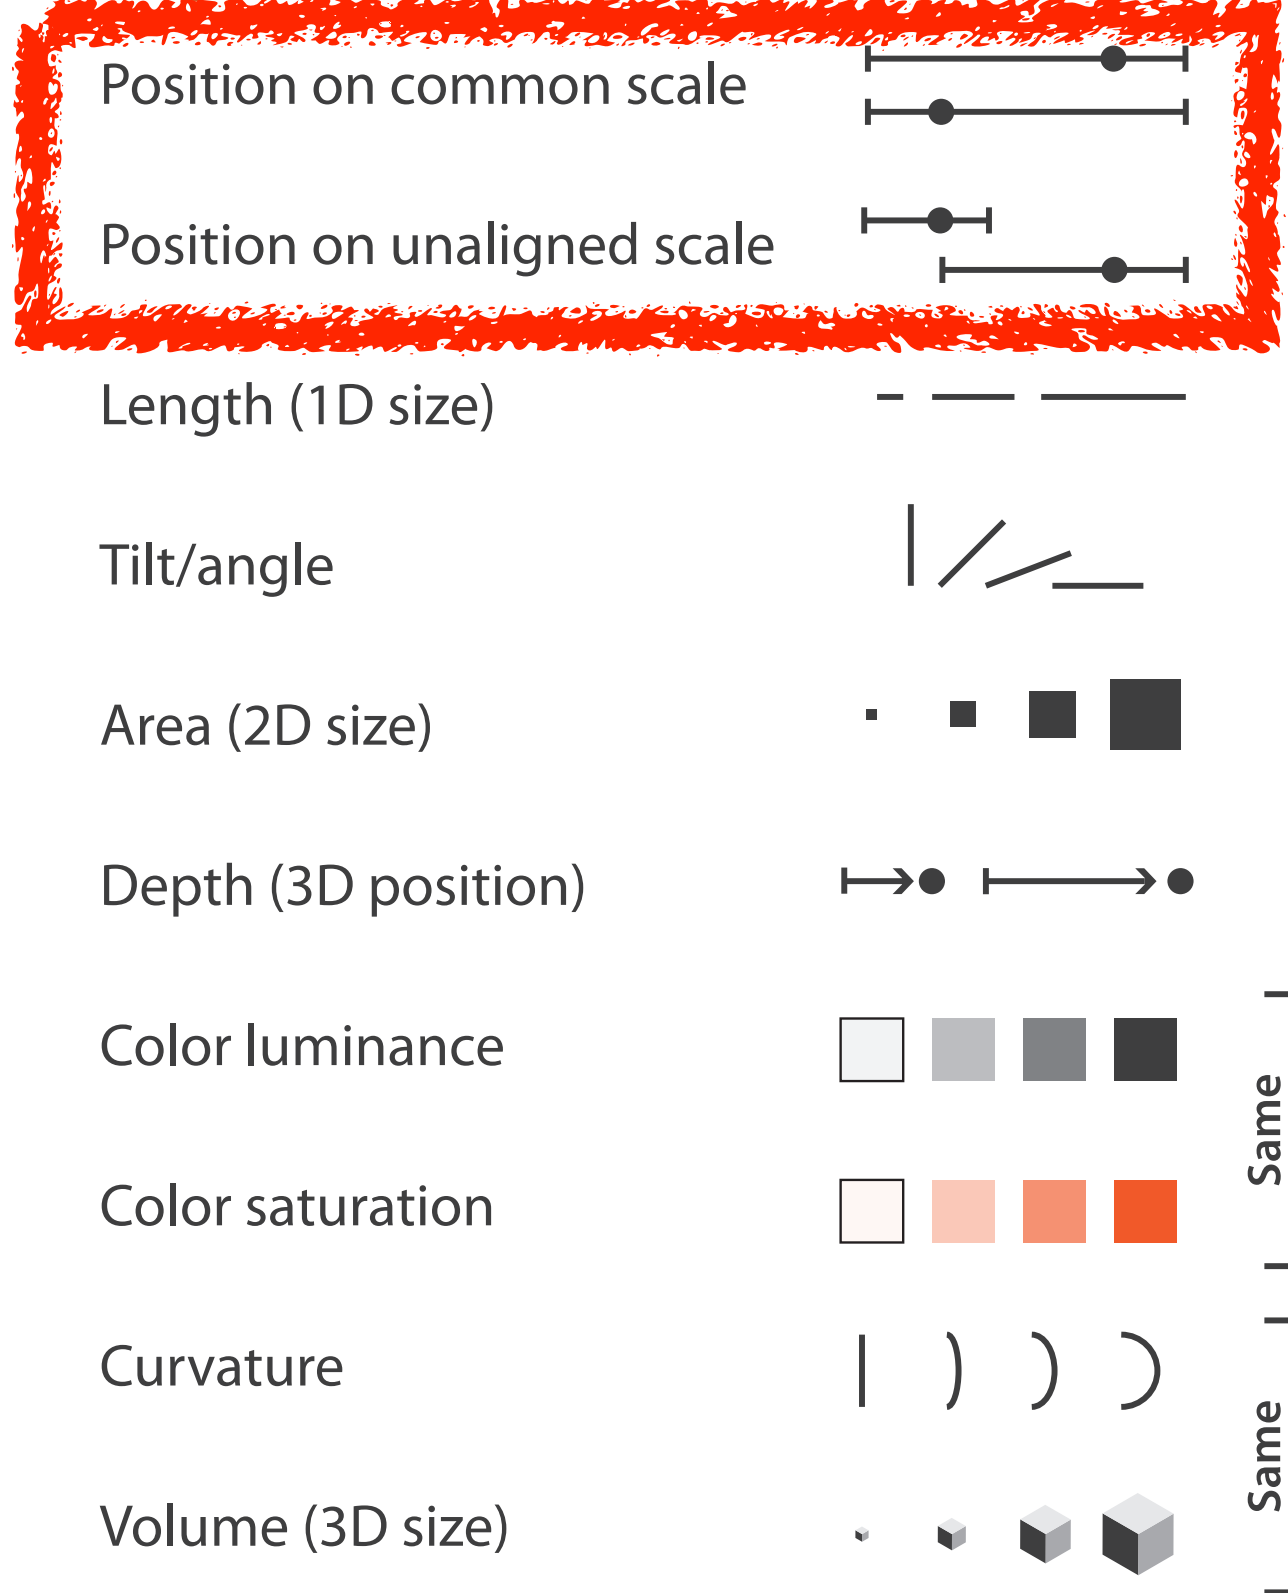 Position on common scale
Position on unaligned scale
Length (1D size)
Tilt/angle
Area (2D size)
Depth (3D position)
Color luminance
Same
Color saturation
Curvature
Same
Volume (3D size)